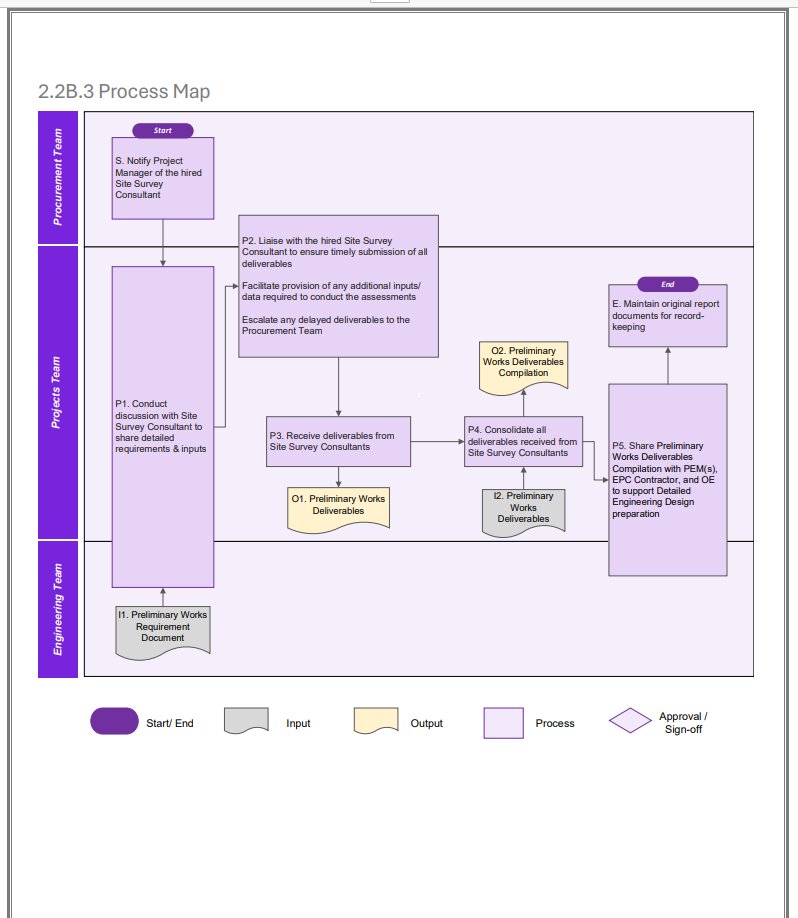 2.2B.3 Process Map
Procurement Team
Start
S. Notify Project
Manager of the hired
Site Survey
Consultant
P2. Liaise with the hired Site Survey
Consultant to ensure timely submission of all
deliverables
Facilitate provision of any additional inputs/
data required to conduct the assessments
Escalate any delayed deliverables to the
Procurement Team
Projects Team
P1. Conduct
discussion with Site
Survey Consultant to
share detailed
requirements & inputs
End
E. Maintain original report
documents for record-
keeping
O2. Preliminary
Works Deliverables
Compilation
P3. Receive deliverables from
Site Survey Consultants
P4. Consolidate all
deliverables received from
Site Survey Consultants
P5. Share Preliminary
Works Deliverables
Compilation with PEM(s),
EPC Contractor, and OE
to support Detailed
Engineering Design
preparation
O1. Preliminary Works
Deliverables
I2. Preliminary
Works
Deliverables
Engineering Team
I1. Preliminary Works
Requirement
Document
Start/ End
Input
Output
Process
Approval /
Sign-off